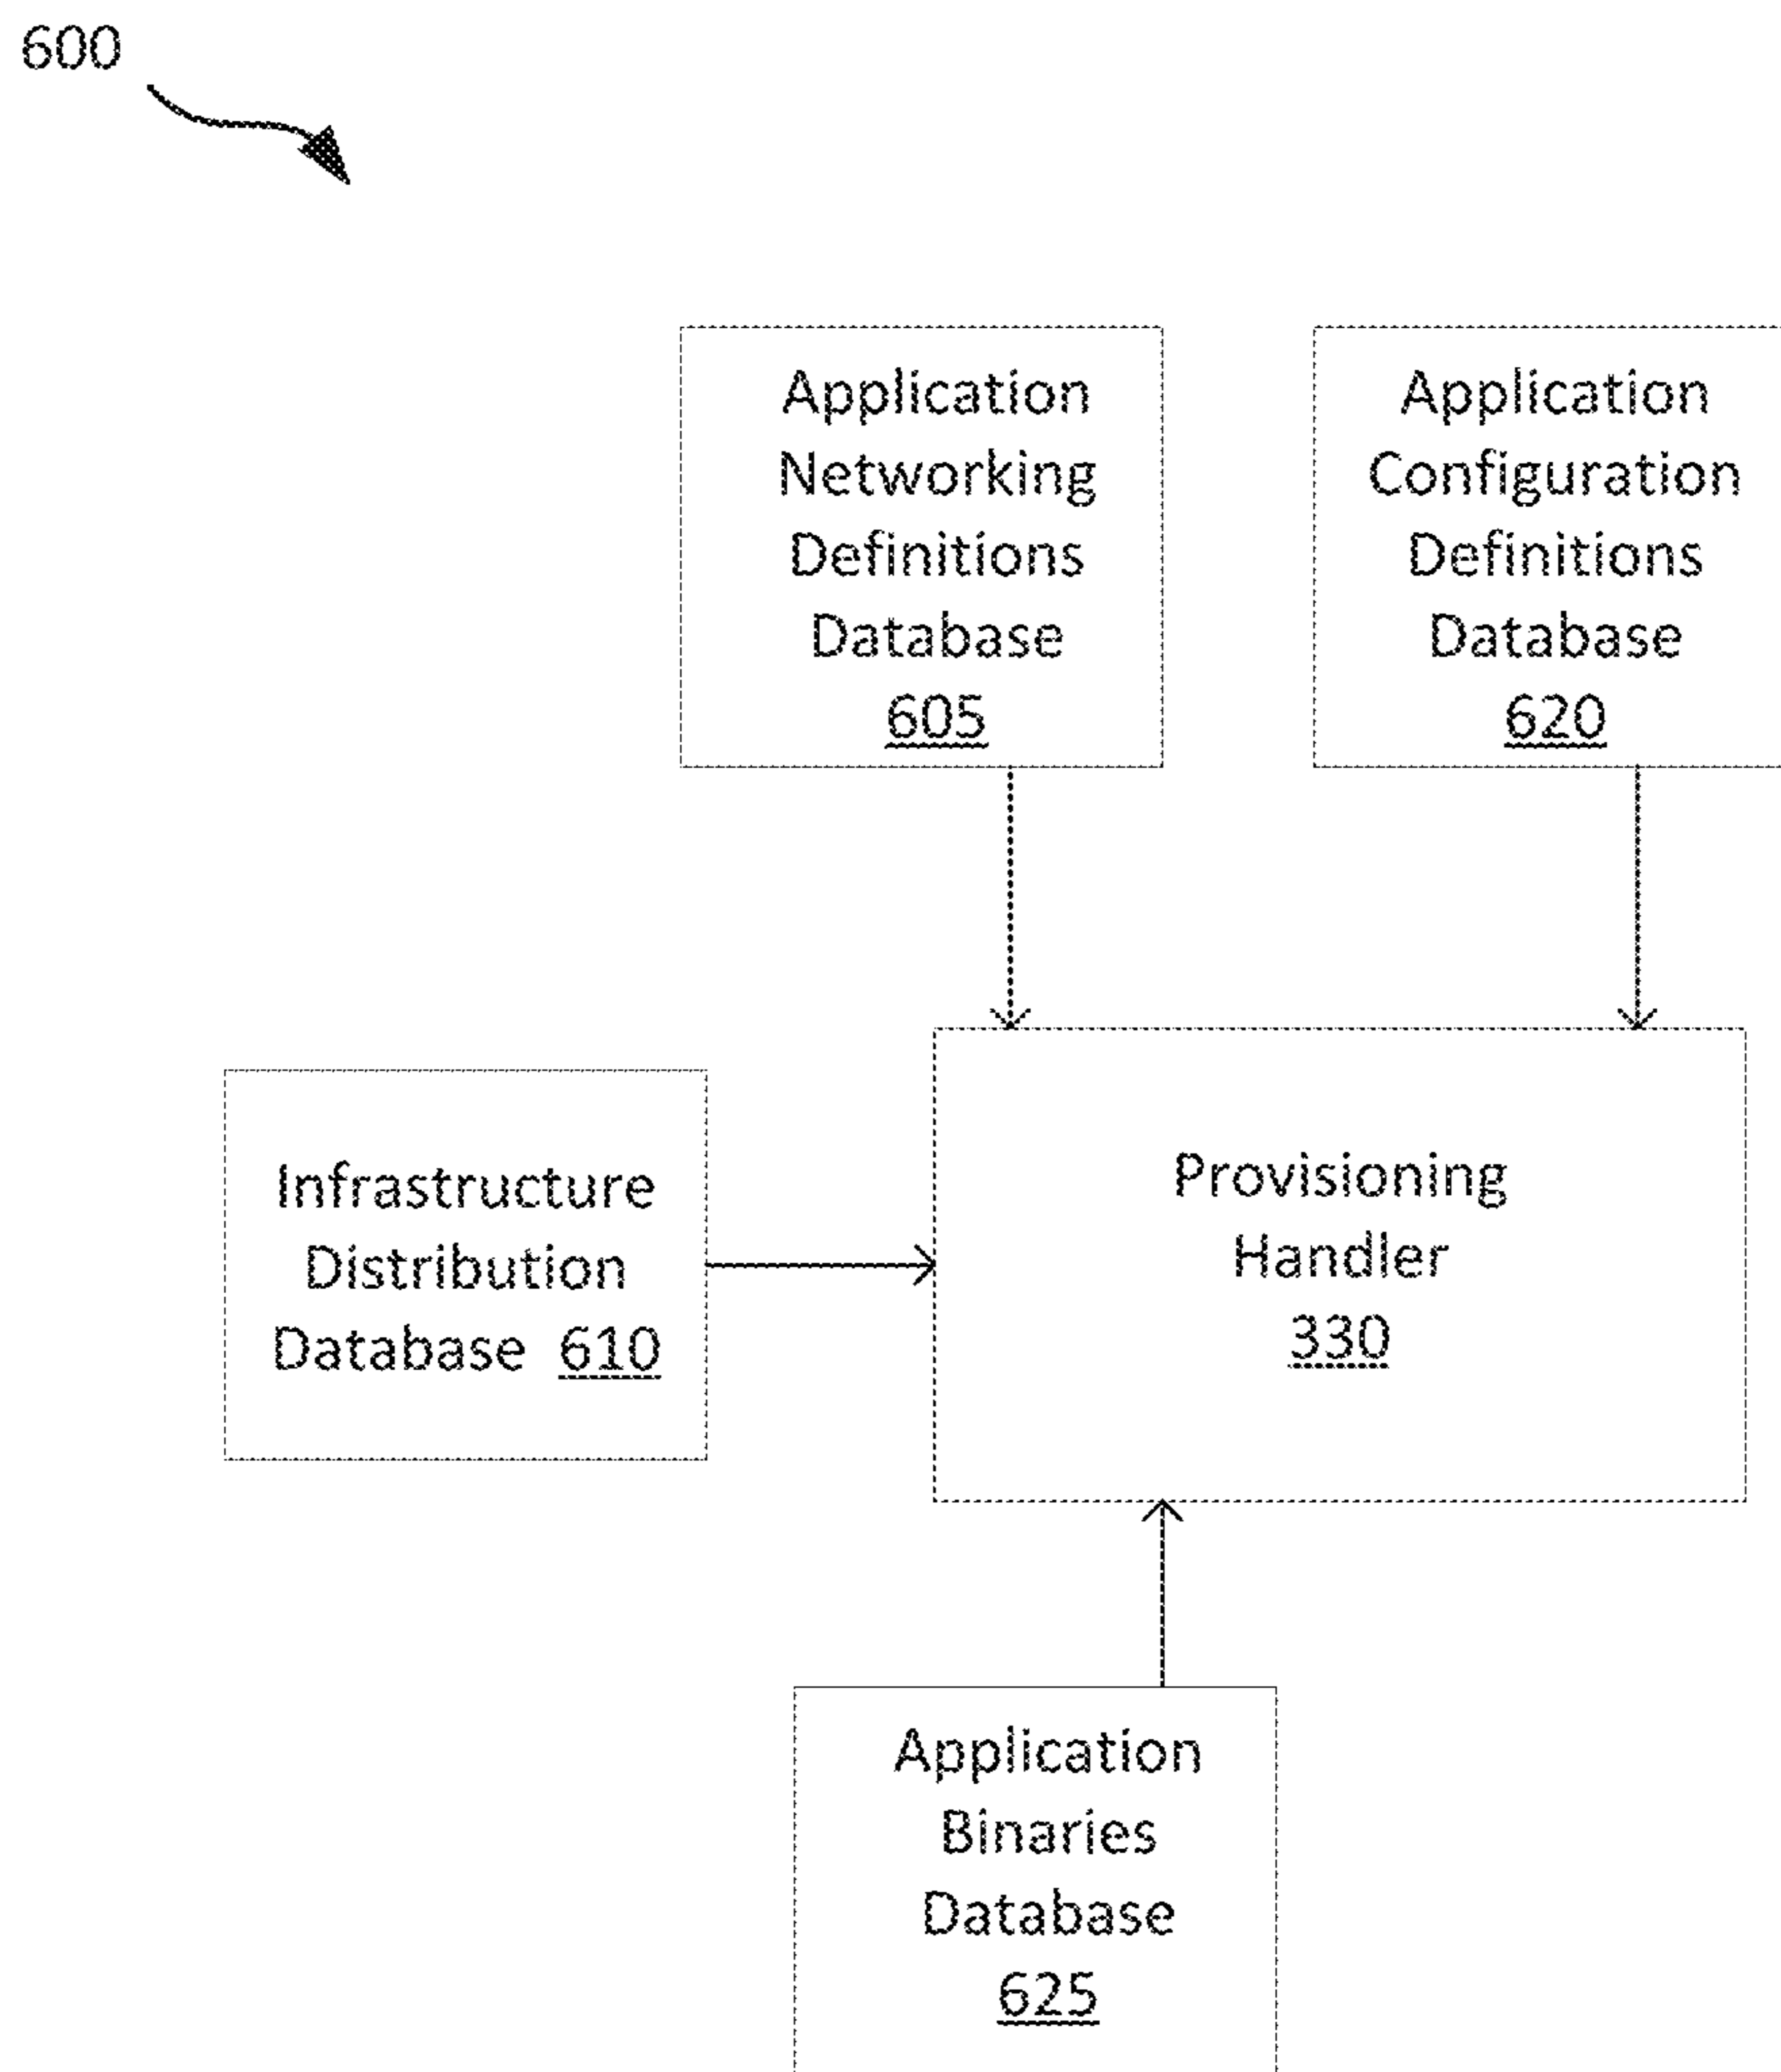 600
Application
Networking
Definitions
Database
605
Application
Configuration
Definitions
Database
620
Infrastructure
Distribution
Database 610
Provisioning
Handler
330
Application
Binaries
Database
625